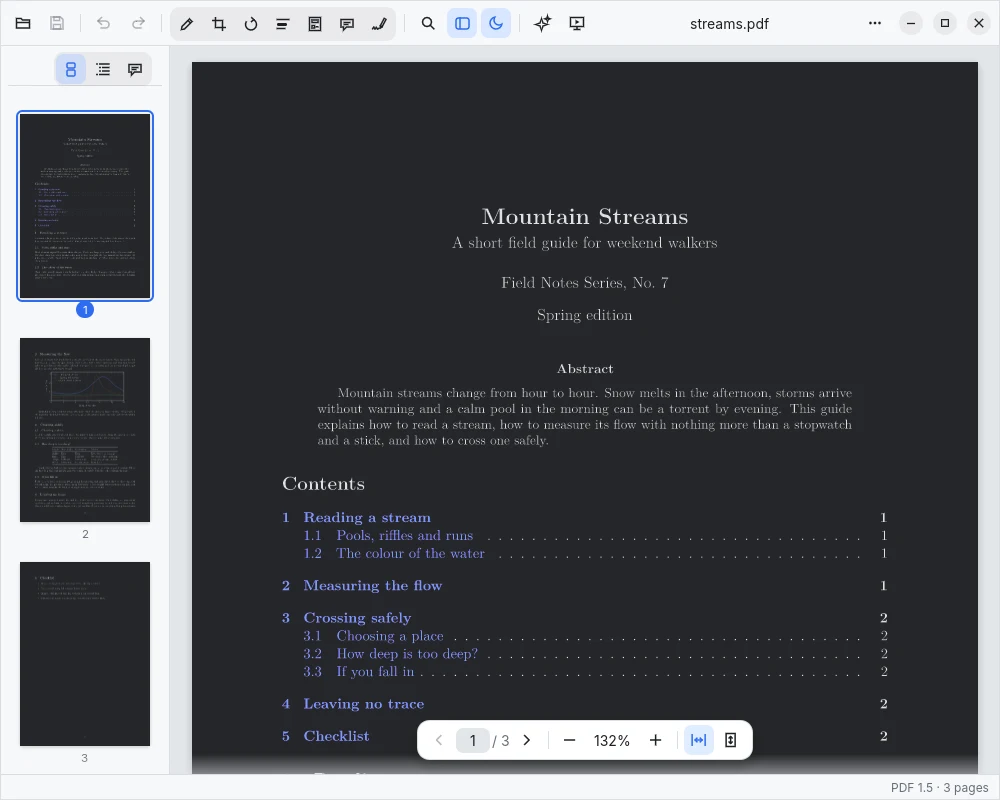 streams.pdf
1
2
3
Mountain Streams
A short field guide for weekend walkers
Field Notes Series, No. 7
Spring edition
Abstract
Mountain streams change from hour to hour. Snow melts in the afternoon, storms arrive
without warning and a calm pool in the morning can be a torrent by evening. This guide
explains how to read a stream, how to measure its flow with nothing more than a stopwatch
and a stick, and how to cross one safely.
Contents
1 Reading a stream 1
1.1 Pools, riffles and runs . . . . . . . . . . . . . . . . . . . . . . . . . . . . . . . . 1
1.2 The colour of the water . . . . . . . . . . . . . . . . . . . . . . . . . . . . . . . 1
2 Measuring the flow 1
3 Crossing safely 2
3.1 Choosing a place . . . . . . . . . . . . . . . . . . . . . . . . . . . . . . . . . . . 2
3.2 How deep is too deep? . . . . . . . . . . . . . . . . . . . . . . . . . . . . . . . . 2
3.3 If you fall in . . . . . . . . . . . . . . . . . . . . . . . . . . . . . . . . . . . . . 2
4 Leaving no trace 2
5 Checklist 2
1 / 3 132%
PDF 1.5 · 3 pages